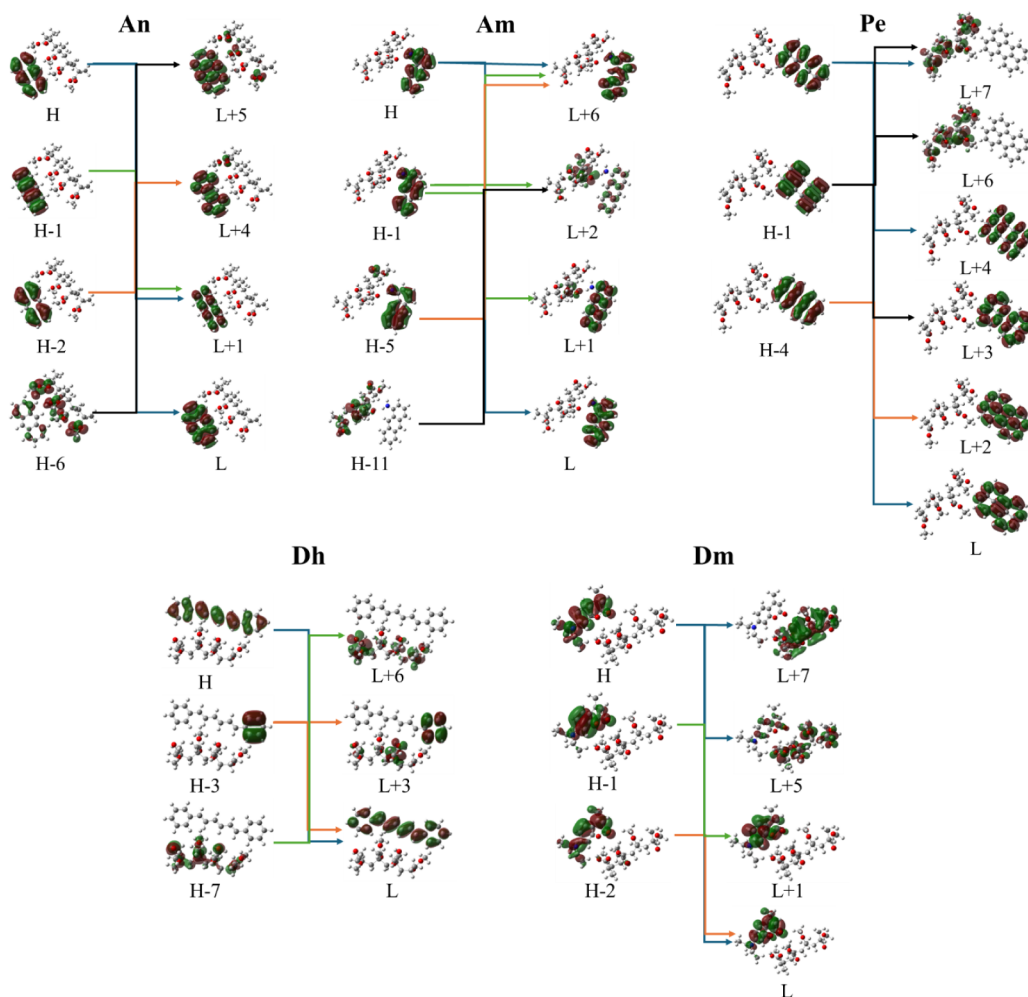 An
H
L+5
H-1
L+4
H-2
L+1
H-6
L
Am
H
L+6
H-1
L+2
H-5
L+1
H-11
L
Pe
H
L+7
H-1
L+6
H-4
L+4
L+3
L+2
L
Dh
H
L+6
H-3
L+3
H-7
L
Dm
H
L+7
H-1
L+5
H-2
L+1
L